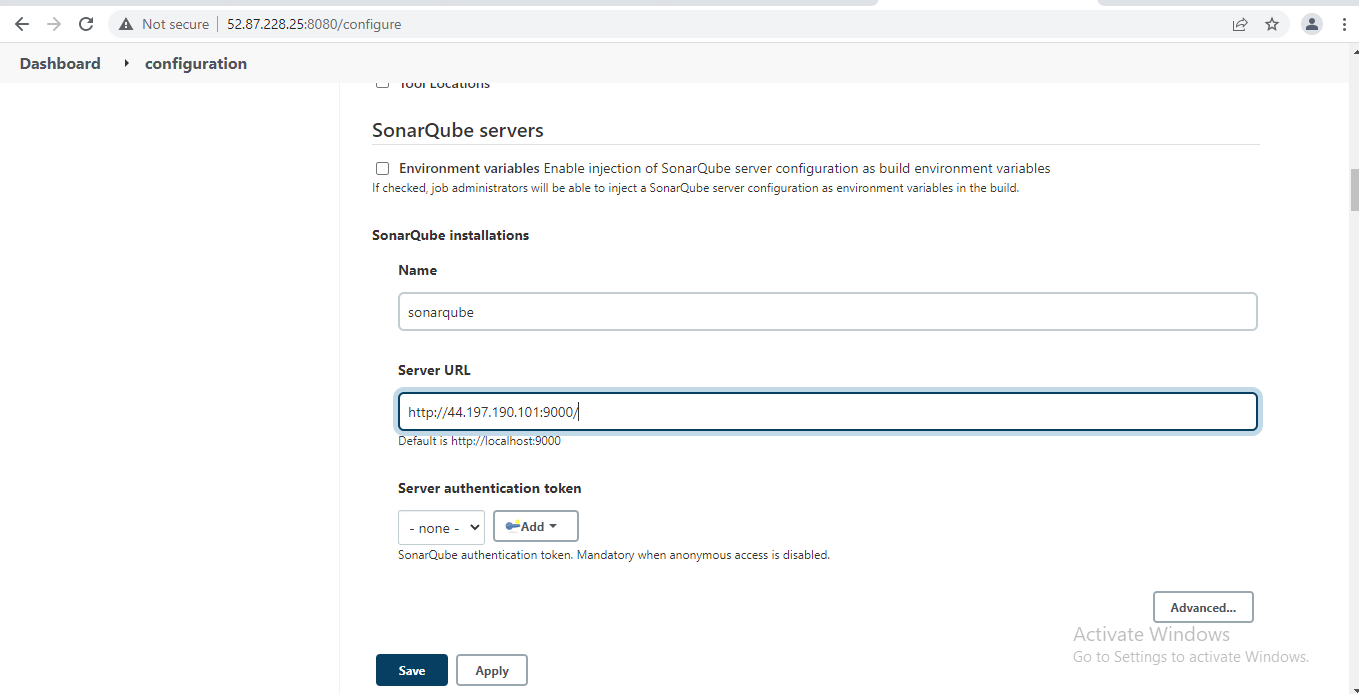 Not secure | 52.87.228.25:8080/configure
Dashboard configuration
Tool Locations
SonarQube servers
Environment variables Enable injection of SonarQube server configuration as build environment variables
If checked, job administrators will be able to inject a SonarQube server configuration as environment variables in the build.
SonarQube installations
Name
sonarqube
Server URL
http://44.197.190.101:9000/
Default is http://localhost:9000
Server authentication token
- none - Add
SonarQube authentication token. Mandatory when anonymous access is disabled.
Advanced...
Activate Windows
Go to Settings to activate Windows.
Save Apply